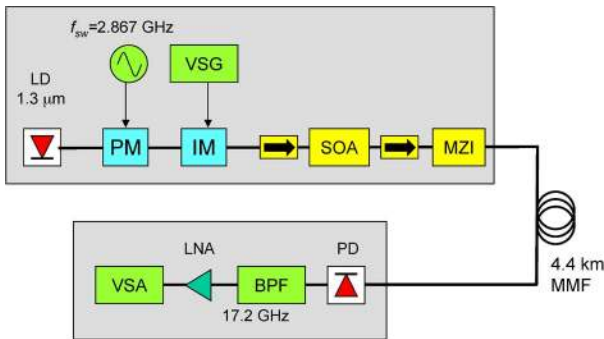 f_sw=2.867 GHz
LD
1.3 μm
VSG
PM
IM
SOA
MZI
4.4 km
MMF
LNA
PD
VSA
BPF
17.2 GHz